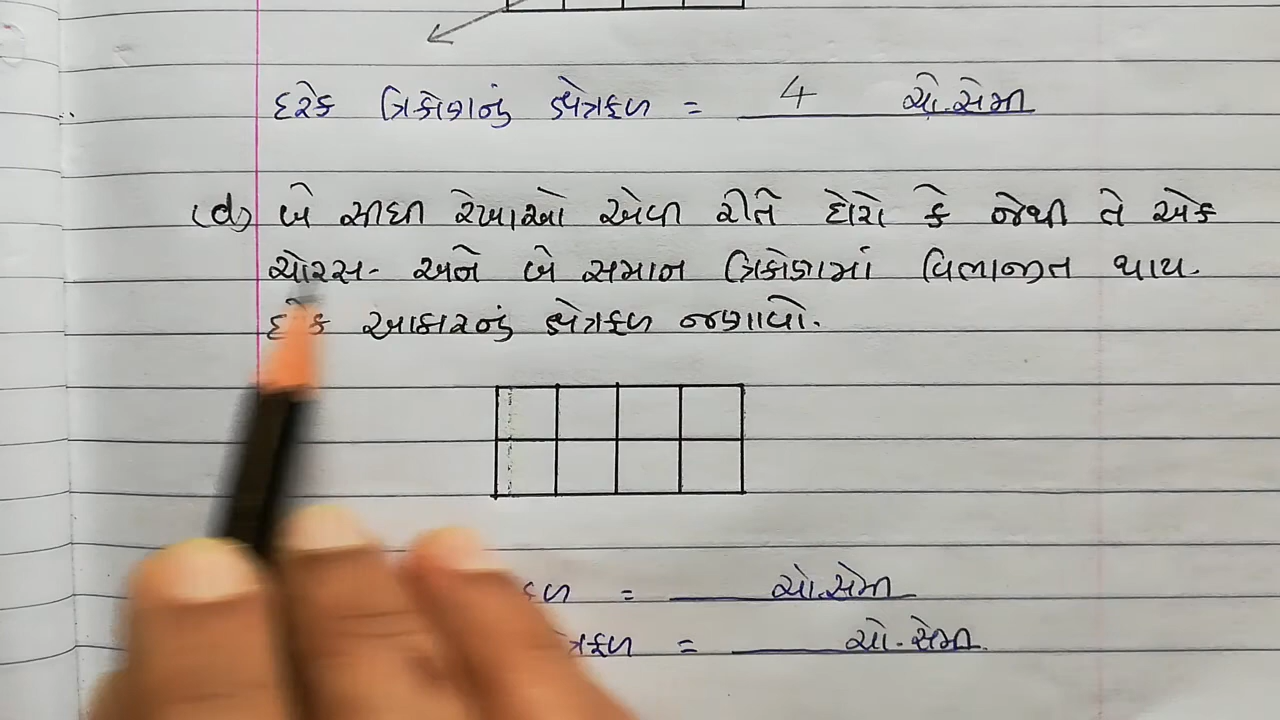 દરેક ત્રિકોણનું ક્ષેત્રફળ = 4 ચો.સેમી
(d) બે સીધી રેખાઓ એવી રીતે દોરો કે જેથી તે એક
ચોરસ. અને બે સમાન ત્રિકોણમાં વિભાજીત થાય.
દરેક આકારનું ક્ષેત્રફળ જણાવો.
= ચો.સેમી
= ચો.સેમી.